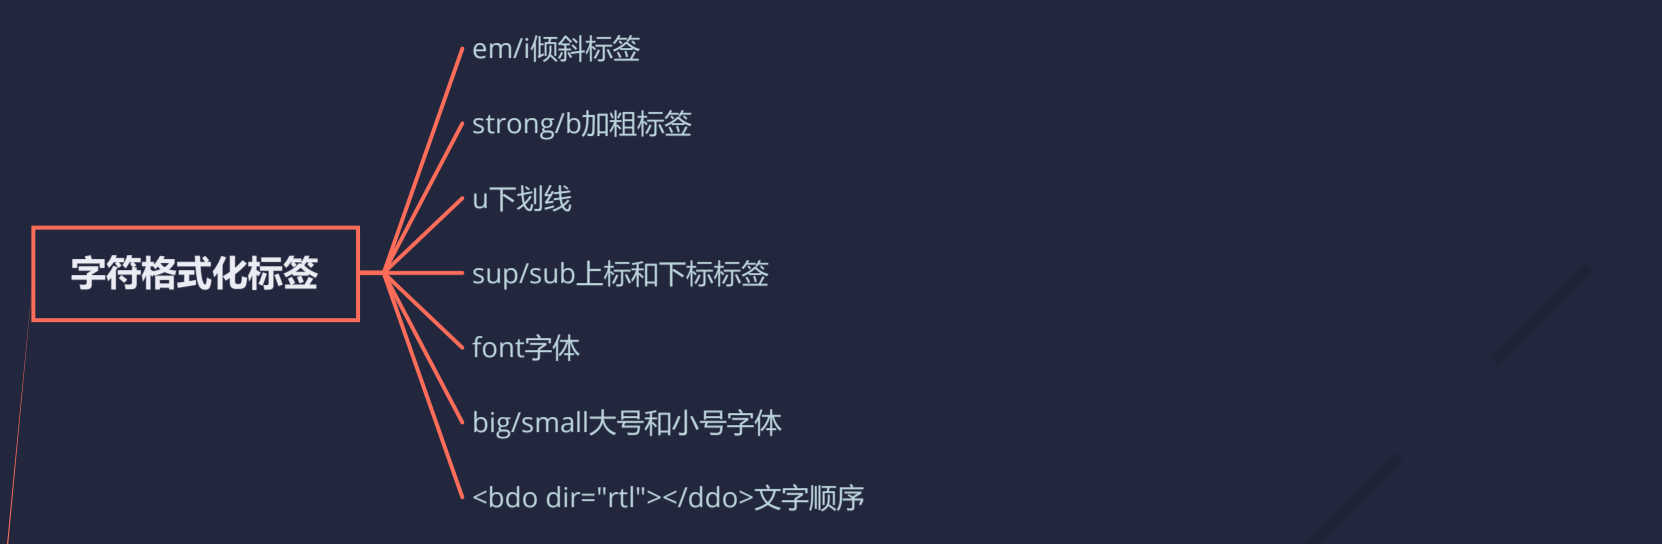 em/i倾斜标签
strong/b加粗标签
u下划线
字符格式化标签
sup/sub上标和下标标签
font字体
big/small大号和小号字体
<bdo dir="rtl"></ddo>文字顺序